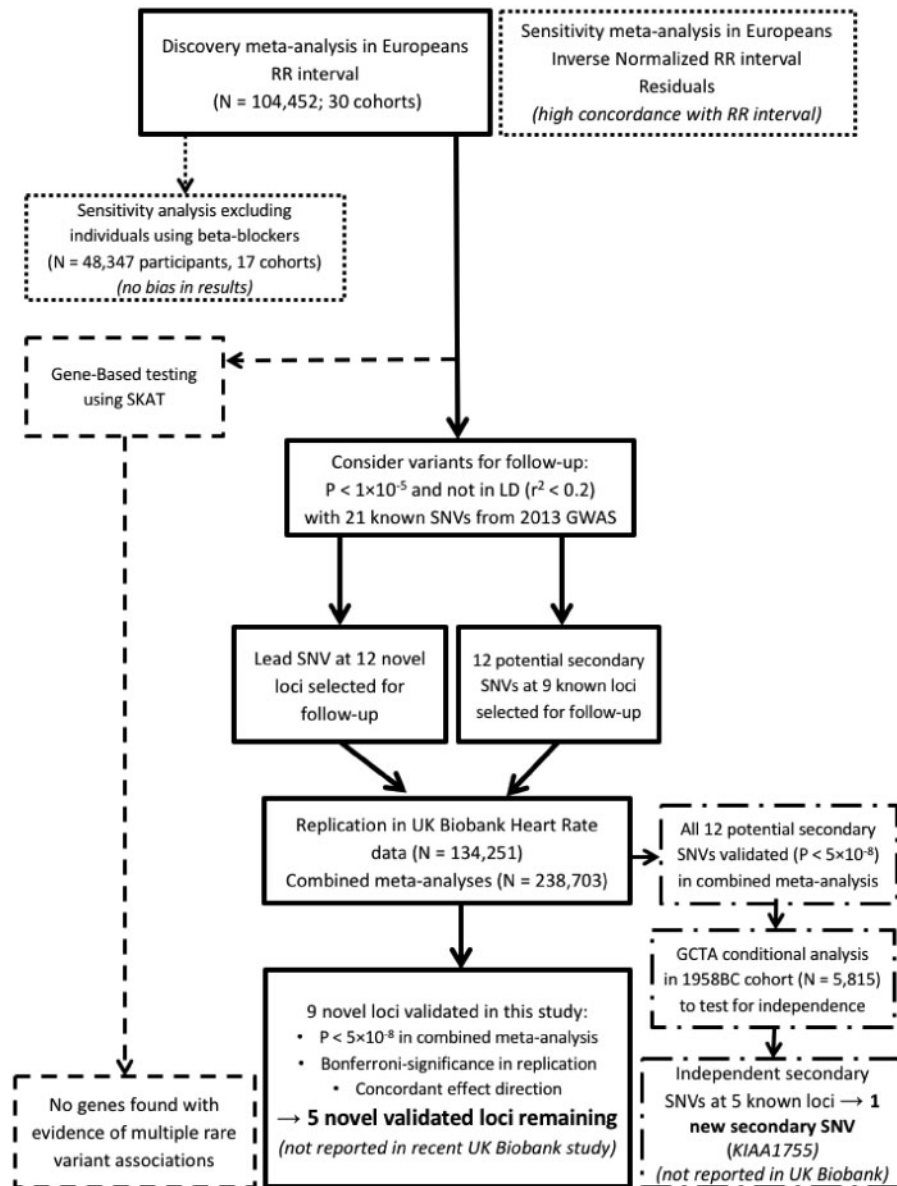 Discovery meta-analysis in Europeans
RR interval
(N = 104,452; 30 cohorts)
Sensitivity meta-analysis in Europeans
Inverse Normalized RR interval
Residuals
(high concordance with RR interval)
Sensitivity analysis excluding
individuals using beta-blockers
(N = 48,347 participants, 17 cohorts)
(no bias in results)
Gene-Based testing
using SKAT
Consider variants for follow-up:
P < 1×10⁻⁵ and not in LD (r² < 0.2)
with 21 known SNVs from 2013 GWAS
Lead SNV at 12 novel
loci selected for
follow-up
12 potential secondary
SNVs at 9 known loci
selected for follow-up
Replication in UK Biobank Heart Rate
data (N = 134,251)
Combined meta-analyses (N = 238,703)
All 12 potential secondary
SNVs validated (P < 5×10⁻⁸)
in combined meta-analysis
GCTA conditional analysis
in 1958BC cohort (N = 5,815)
to test for independence
9 novel loci validated in this study:
• P < 5×10⁻⁸ in combined meta-analysis
• Bonferroni-significance in replication
• Concordant effect direction
→ 5 novel validated loci remaining
(not reported in recent UK Biobank study)
Independent secondary
SNVs at 5 known loci → 1
new secondary SNV
(KIAA1755)
(not reported in UK Biobank)
No genes found with
evidence of multiple rare
variant associations